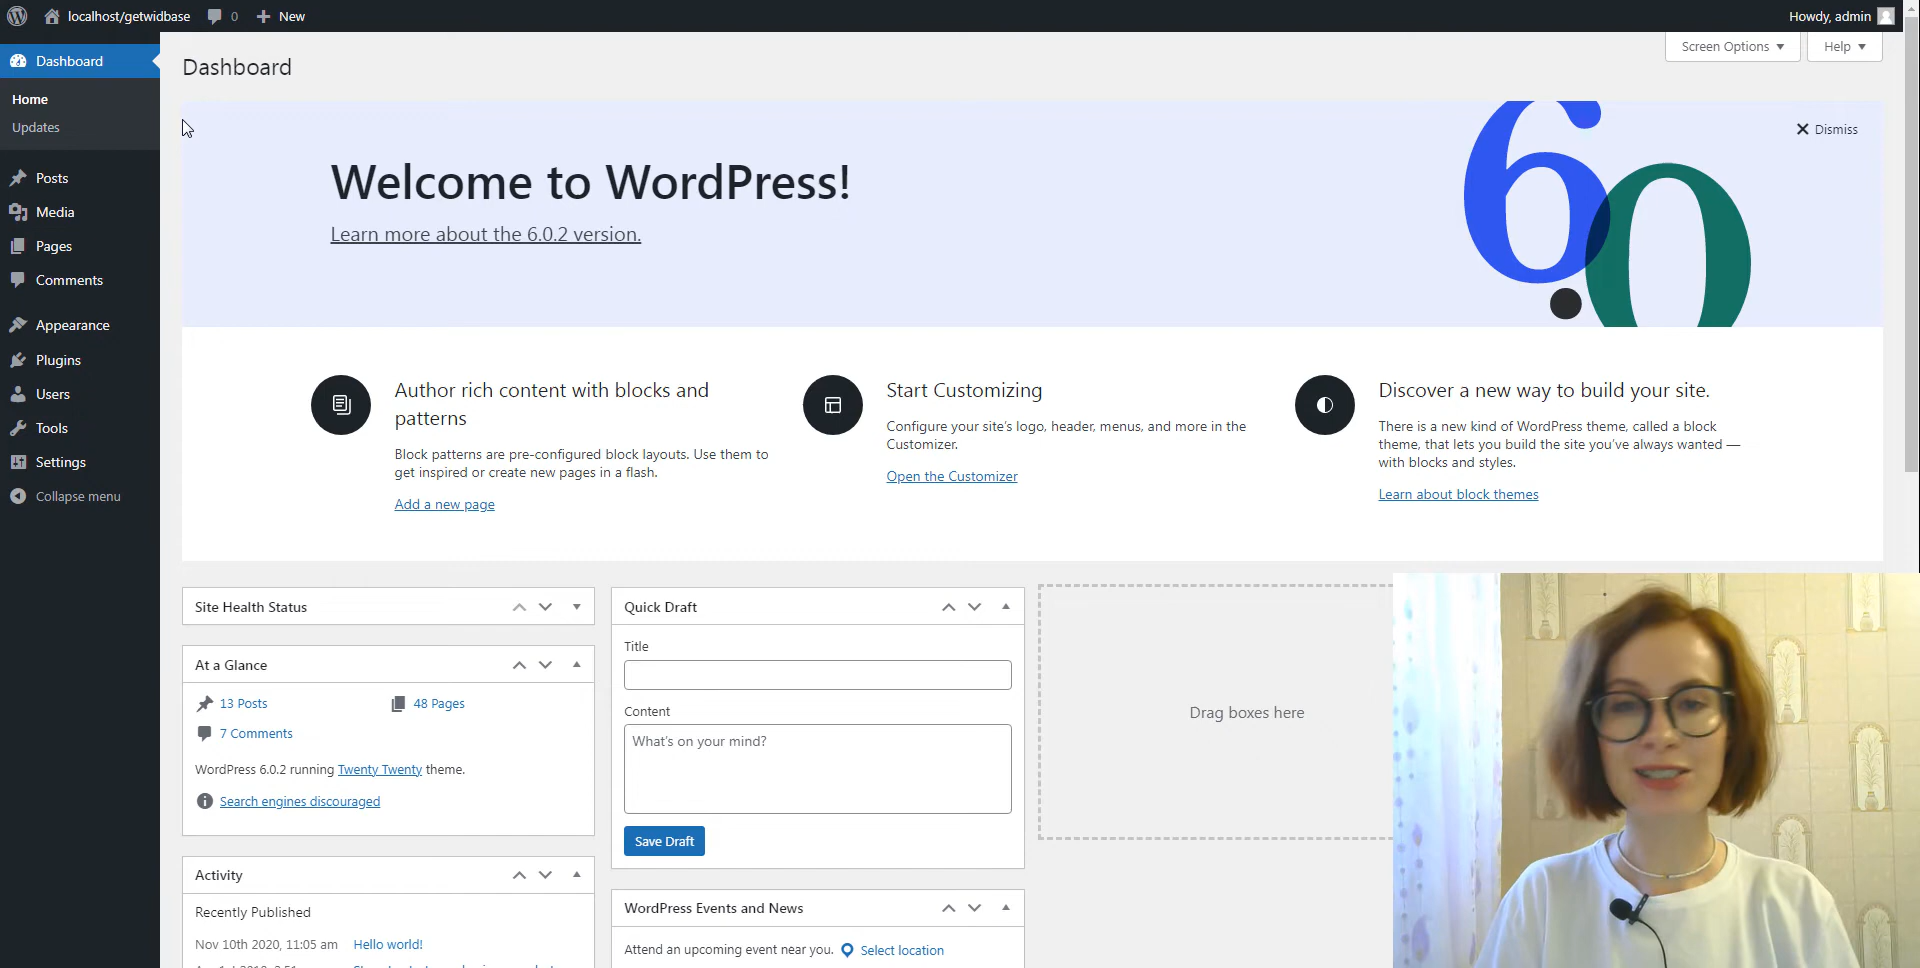 localhost/getwidbase 0 New
Howdy, admin
Dashboard
Home
Updates
Posts
Media
Pages
Comments
Appearance
Plugins
Users
Tools
Settings
Collapse menu
Screen Options
Help
Dashboard
Dismiss
Welcome to WordPress!
Learn more about the 6.0.2 version.
6.0
Author rich content with blocks and
patterns
Block patterns are pre-configured block layouts. Use them to
get inspired or create new pages in a flash.
Add a new page
Start Customizing
Configure your site's logo, header, menus, and more in the
Customizer.
Open the Customizer
Discover a new way to build your site.
There is a new kind of WordPress theme, called a block
theme, that lets you build the site you've always wanted —
with blocks and styles.
Learn about block themes
Site Health Status
At a Glance
13 Posts
48 Pages
7 Comments
WordPress 6.0.2 running Twenty Twenty theme.
Search engines discouraged
Activity
Recently Published
Nov 10th 2020, 11:05 am Hello world!
Quick Draft
Title
Content
What's on your mind?
Save Draft
WordPress Events and News
Attend an upcoming event near you. Select location
Drag boxes here